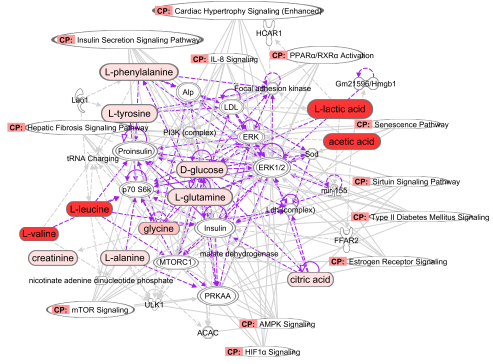 CP: Cardiac Hypertrophy Signaling (Enhanced)
HCAR1
CP: Insulin Secretion Signaling Pathway
CP: IL-8 Signaling
CP: PPARα/RXRα Activation
L-phenylalanine
Alp
Focal adhesion kinase
Gm21596/Hmgb1
Lag1
LDL
L-lactic acid
L-tyrosine
CP: Hepatic Fibrosis Signaling Pathway
PI3K (complex)
ERK
CP: Senescence Pathway
acetic acid
tRNA Charging
Proinsulin
Sod
D-glucose
ERK1/2
p70 S6k
mir-155
CP: Sirtuin Signaling Pathway
L-glutamine
L-leucine
Ldh (complex)
CP: Type II Diabetes Mellitus Signaling
L-valine
glycine
Insulin
FFAR2
creatinine
L-alanine
malate dehydrogenase
MTORC1
CP: Estrogen Receptor Signaling
nicotinate adenine dinucleotide phosphate
citric acid
PRKAA
CP: mTOR Signaling
ULK1
CP: AMPK Signaling
ACAC
CP: HIF1α Signaling